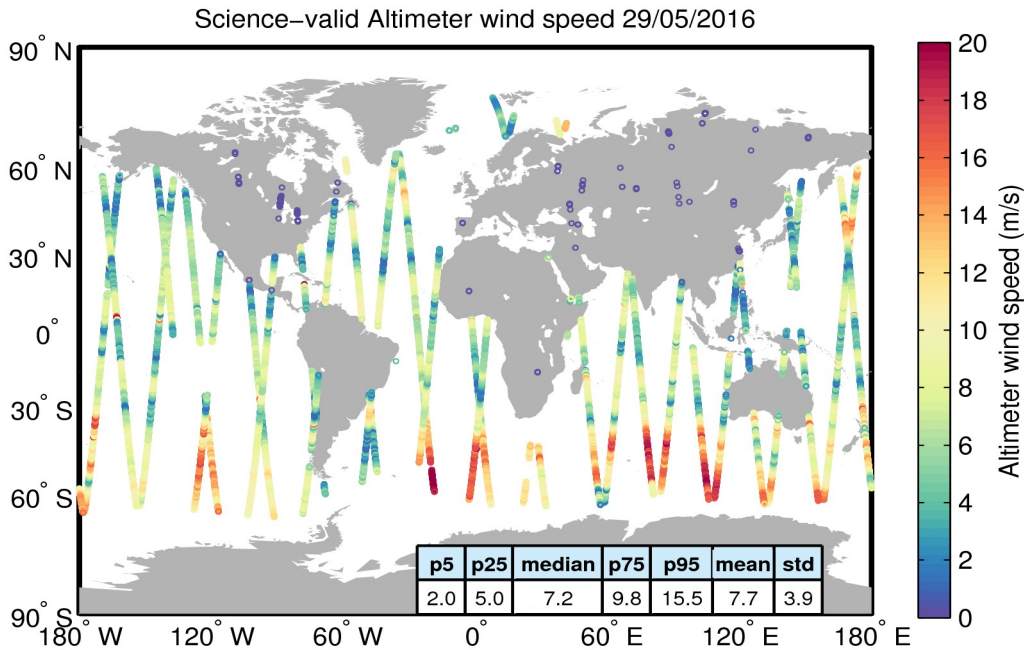 Science−valid Altimeter wind speed 29/05/2016
90° N
60° N
30° N
0°
30° S
60° S
90° S
180° W
120° W
60° W
0°
60° E
120° E
180° E
p5 p25 median p75 p95 mean std
2.0 5.0 7.2 9.8 15.5 7.7 3.9
20
18
16
14
12
10
8
6
4
2
0
Altimeter wind speed (m/s)